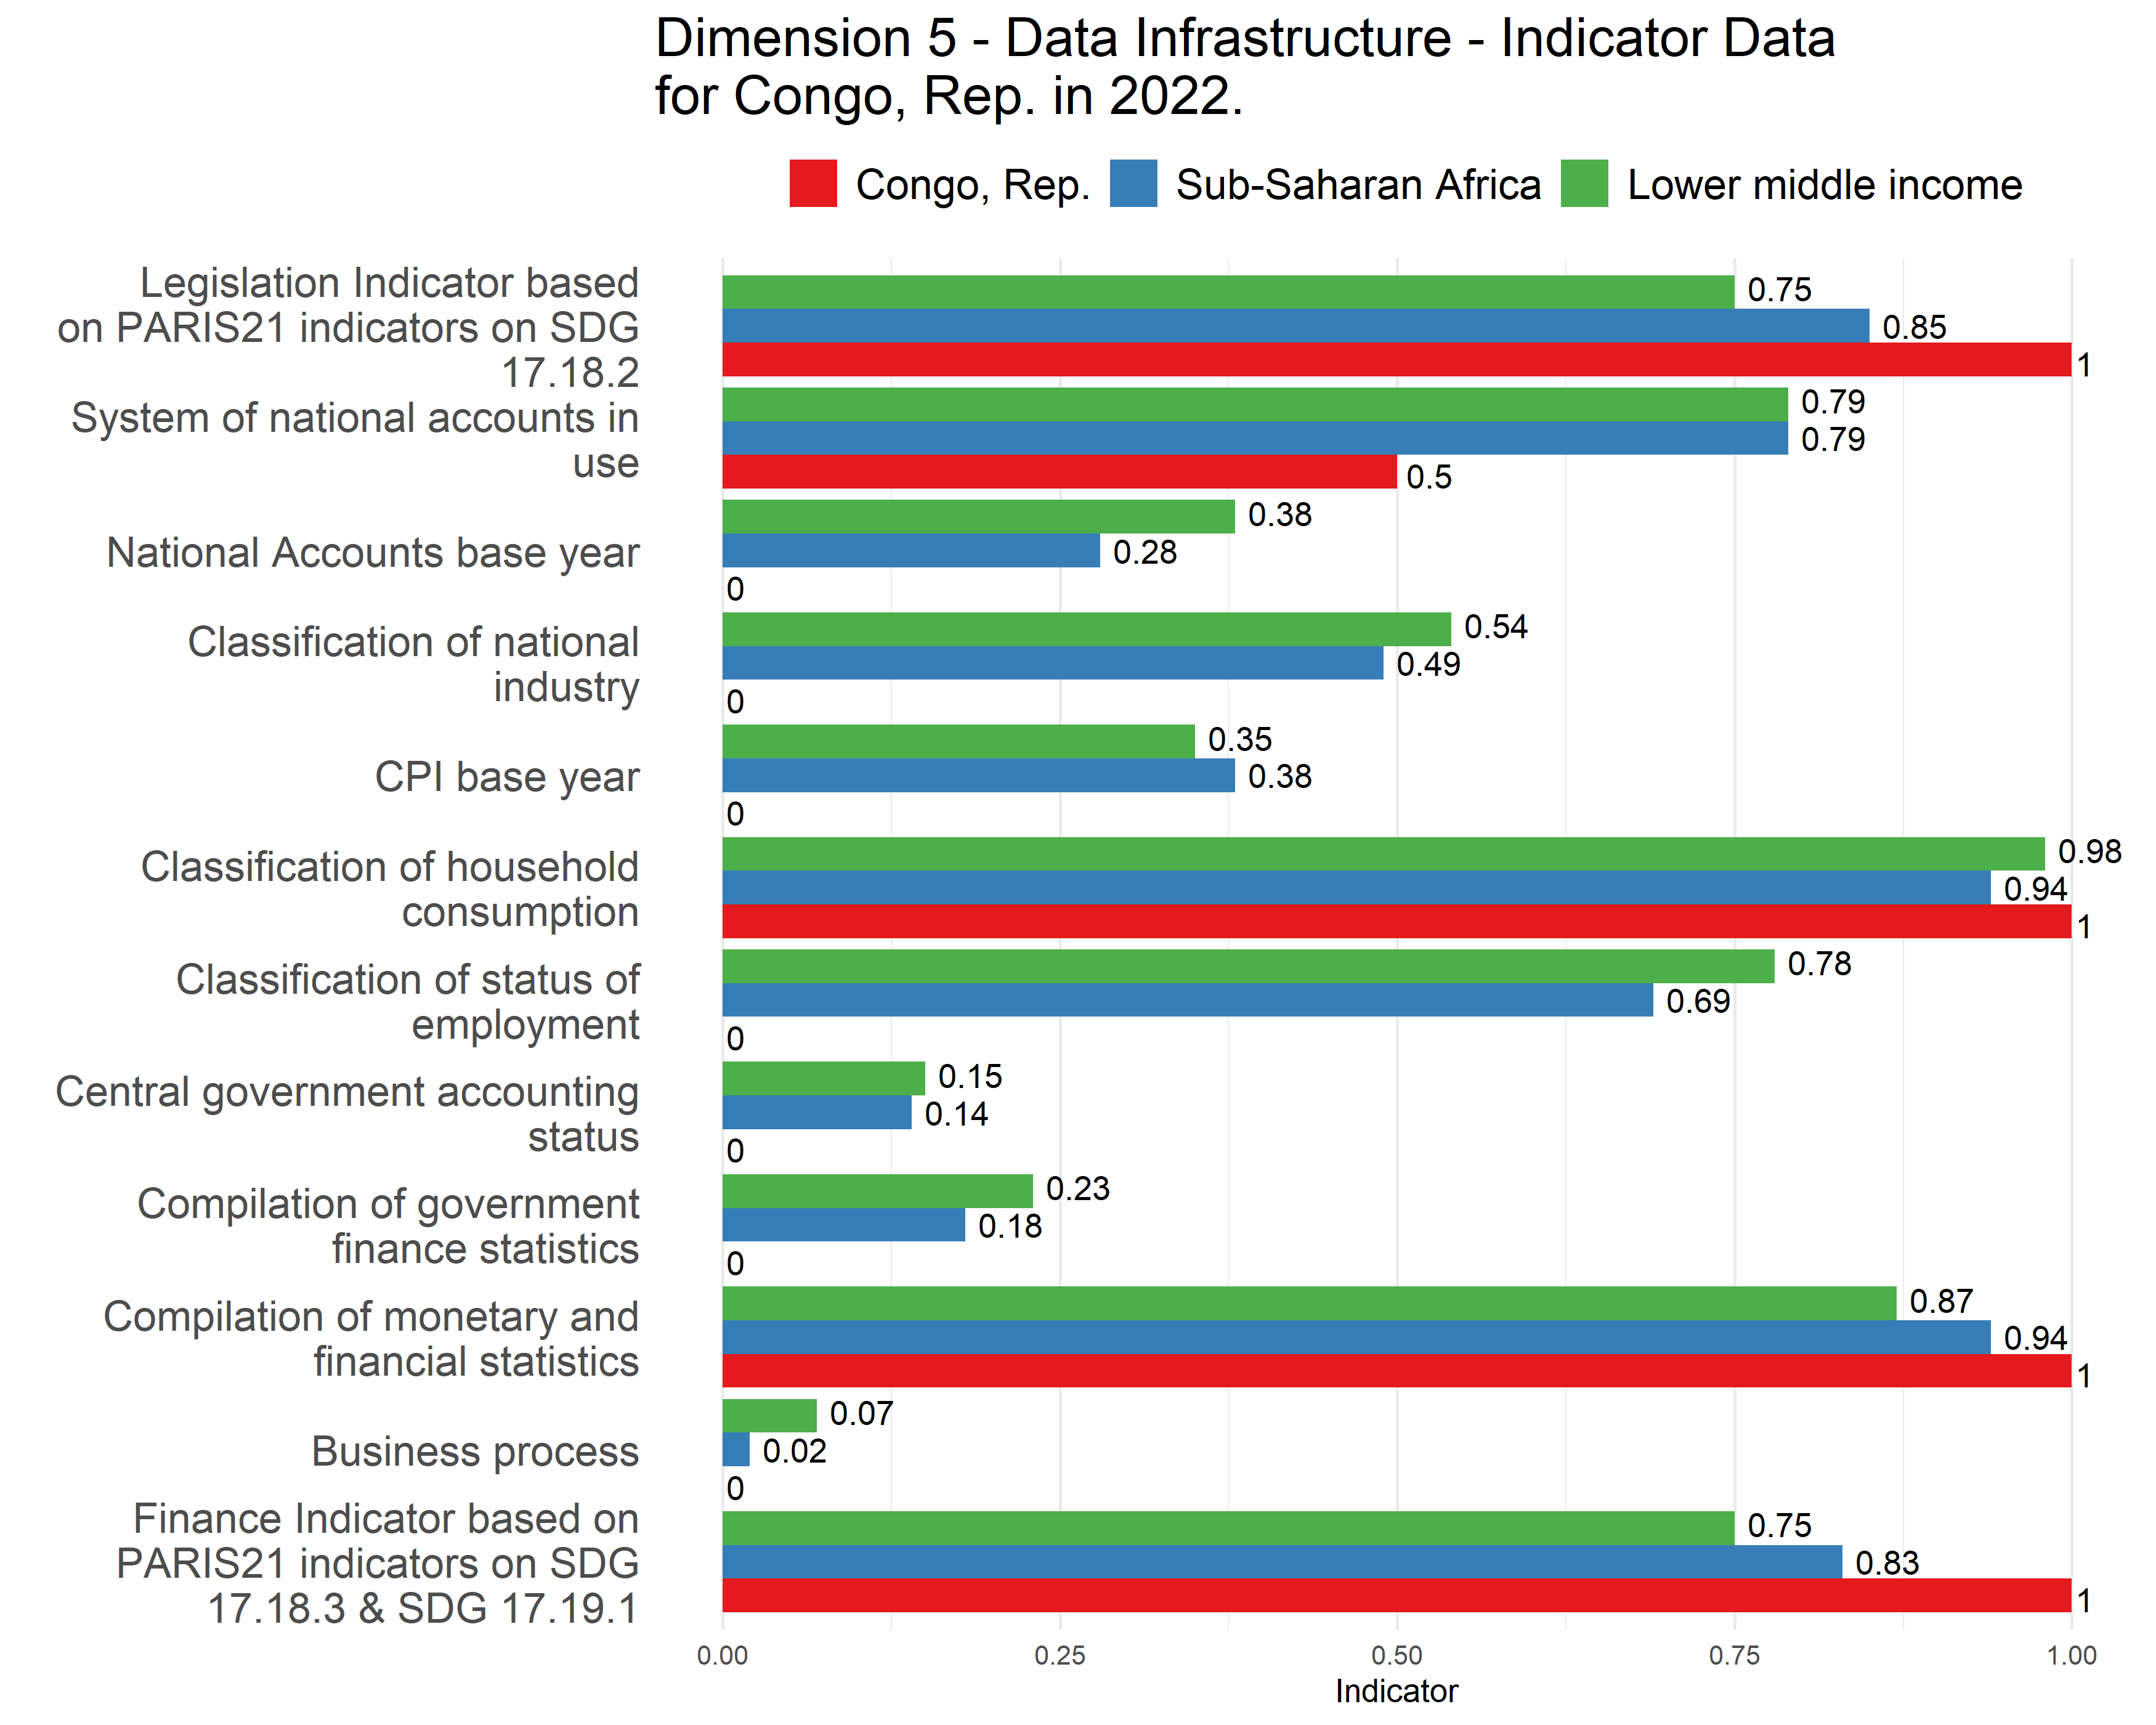 Dimension 5 - Data Infrastructure - Indicator Data
for Congo, Rep. in 2022.
Congo, Rep. Sub-Saharan Africa Lower middle income
Legislation Indicator based
on PARIS21 indicators on SDG
17.18.2
0.75
0.85
1
System of national accounts in
use
0.79
0.79
0.5
National Accounts base year
0.38
0.28
0
Classification of national
industry
0.54
0.49
0
CPI base year
0.35
0.38
0
Classification of household
consumption
0.98
0.94
1
Classification of status of
employment
0.78
0.69
0
Central government accounting
status
0.15
0.14
0
Compilation of government
finance statistics
0.23
0.18
0
Compilation of monetary and
financial statistics
0.87
0.94
1
Business process
0.07
0.02
0
Finance Indicator based on
PARIS21 indicators on SDG
17.18.3 & SDG 17.19.1
0.75
0.83
1
0.00 0.25 0.50 0.75 1.00
Indicator